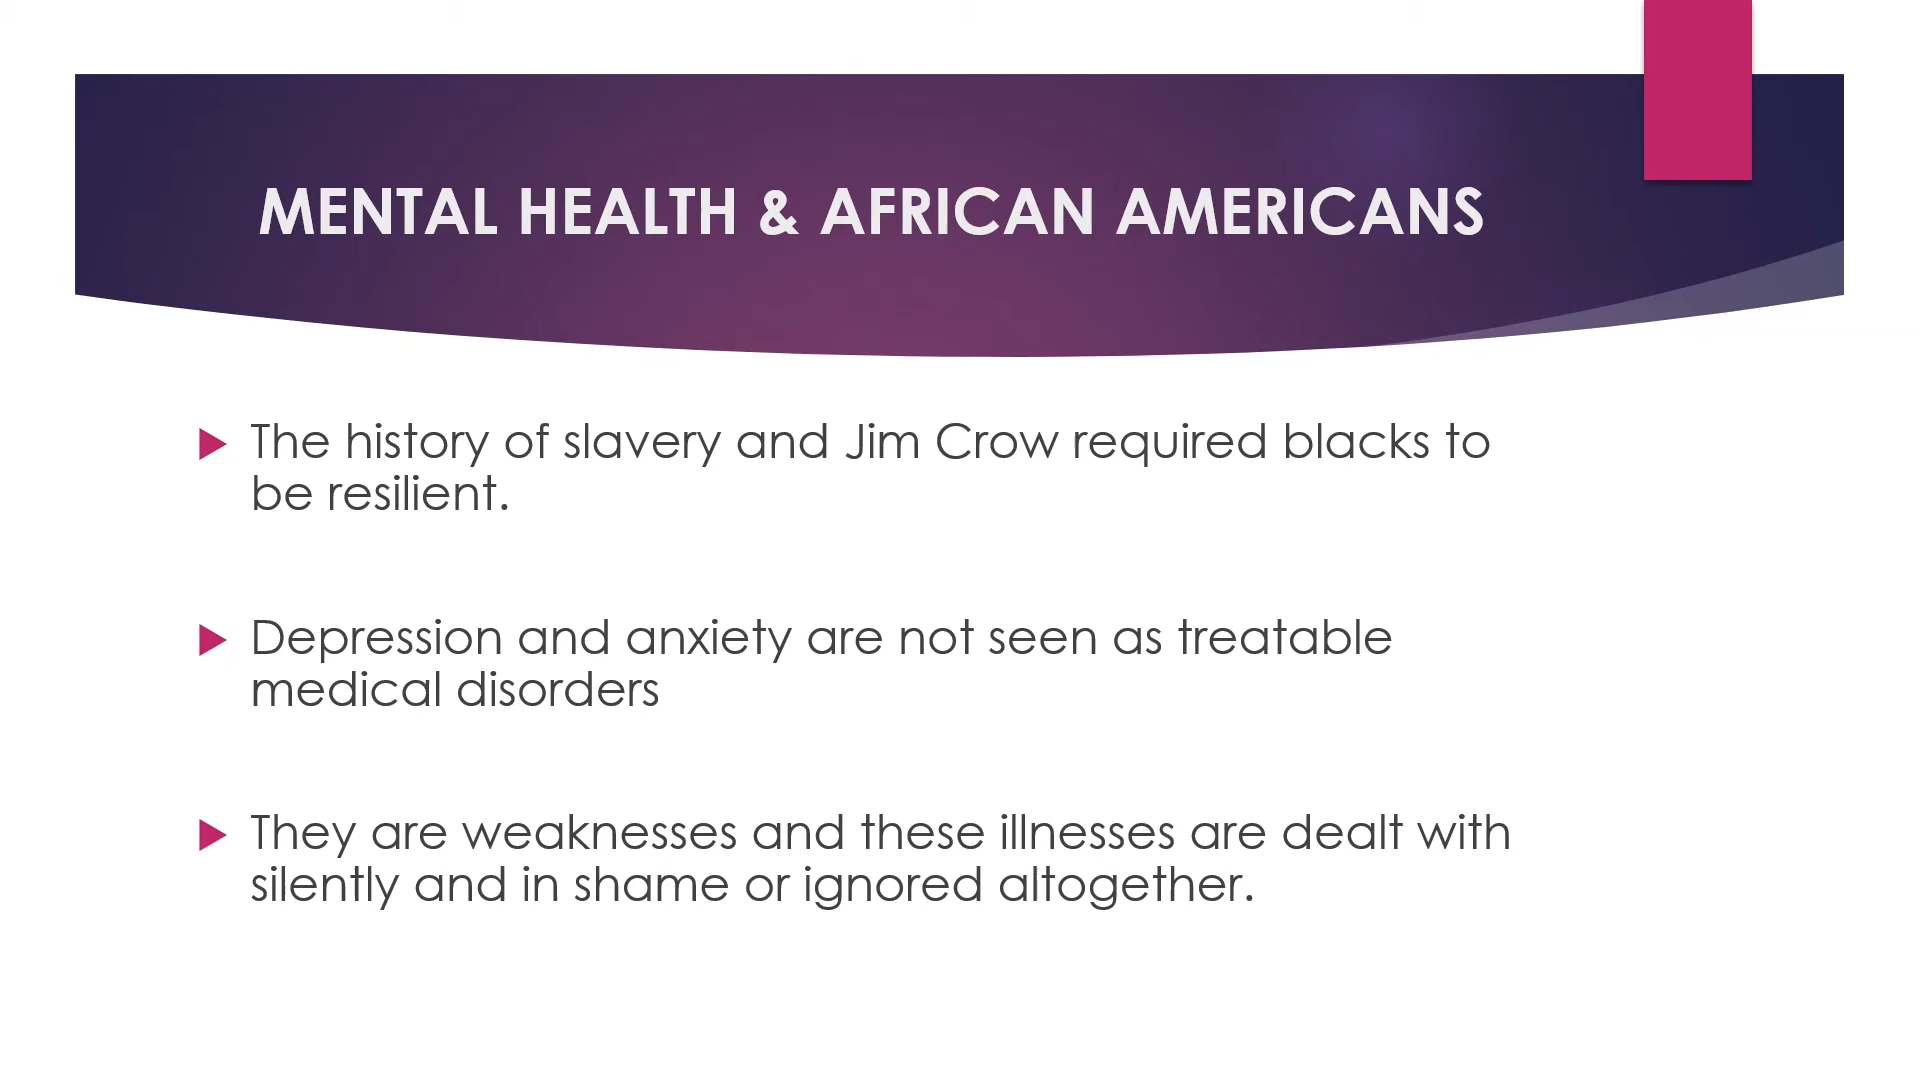 MENTAL HEALTH & AFRICAN AMERICANS
The history of slavery and Jim Crow required blacks to
be resilient.
Depression and anxiety are not seen as treatable
medical disorders
They are weaknesses and these illnesses are dealt with
silently and in shame or ignored altogether.